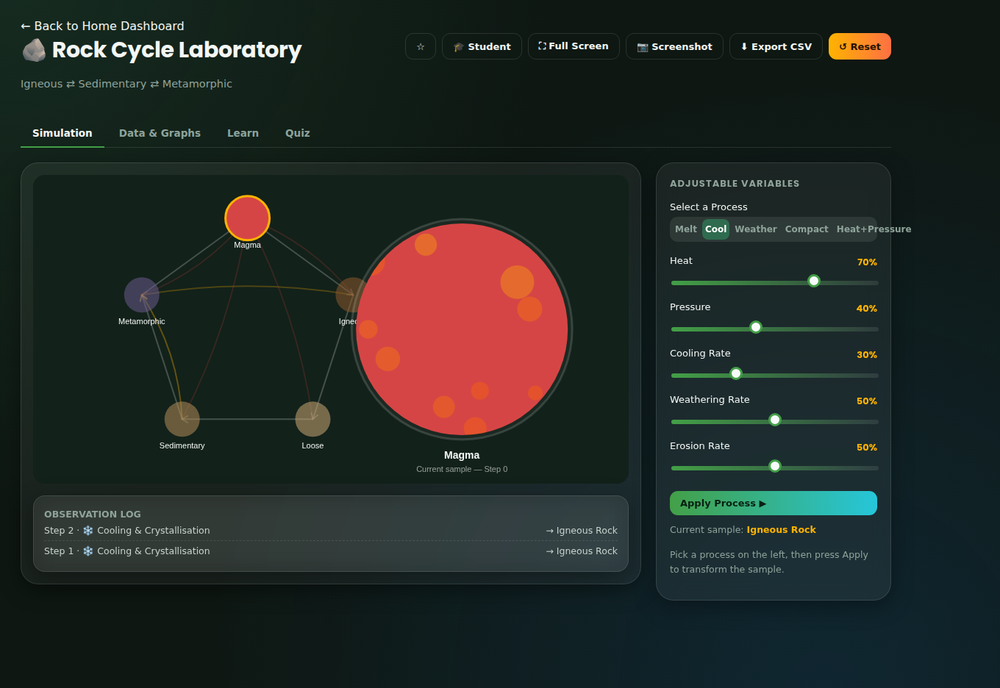 ← Back to Home Dashboard
Rock Cycle Laboratory
☆
Student
Full Screen
Screenshot
⬇ Export CSV
↺ Reset
Igneous ⇄ Sedimentary ⇄ Metamorphic
Simulation
Data & Graphs
Learn
Quiz
Magma
Metamorphic
Igneo
Sedimentary
Loose
Magma
Current sample — Step 0
OBSERVATION LOG
Step 2 · ❄️ Cooling & Crystallisation → Igneous Rock
Step 1 · ❄️ Cooling & Crystallisation → Igneous Rock
ADJUSTABLE VARIABLES
Select a Process
Melt Cool Weather Compact Heat+Pressure
Heat 70%
Pressure 40%
Cooling Rate 30%
Weathering Rate 50%
Erosion Rate 50%
Apply Process ▶
Current sample: Igneous Rock
Pick a process on the left, then press Apply
to transform the sample.